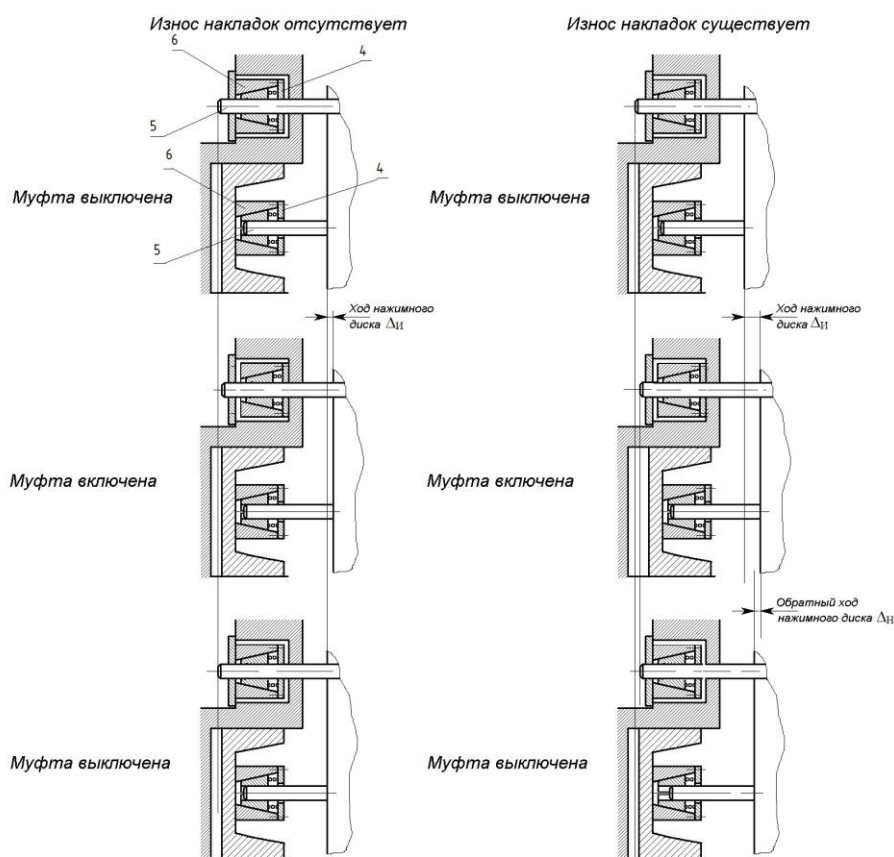 Износ накладок отсутствует
Износ накладок существует
6
4
5
6
4
5
Муфта выключена
Муфта выключена
Ход нажимного
диска Δи
Ход нажимного
диска Δи
Муфта включена
Муфта включена
Обратный ход
нажимного диска Δн
Муфта выключена
Муфта выключена